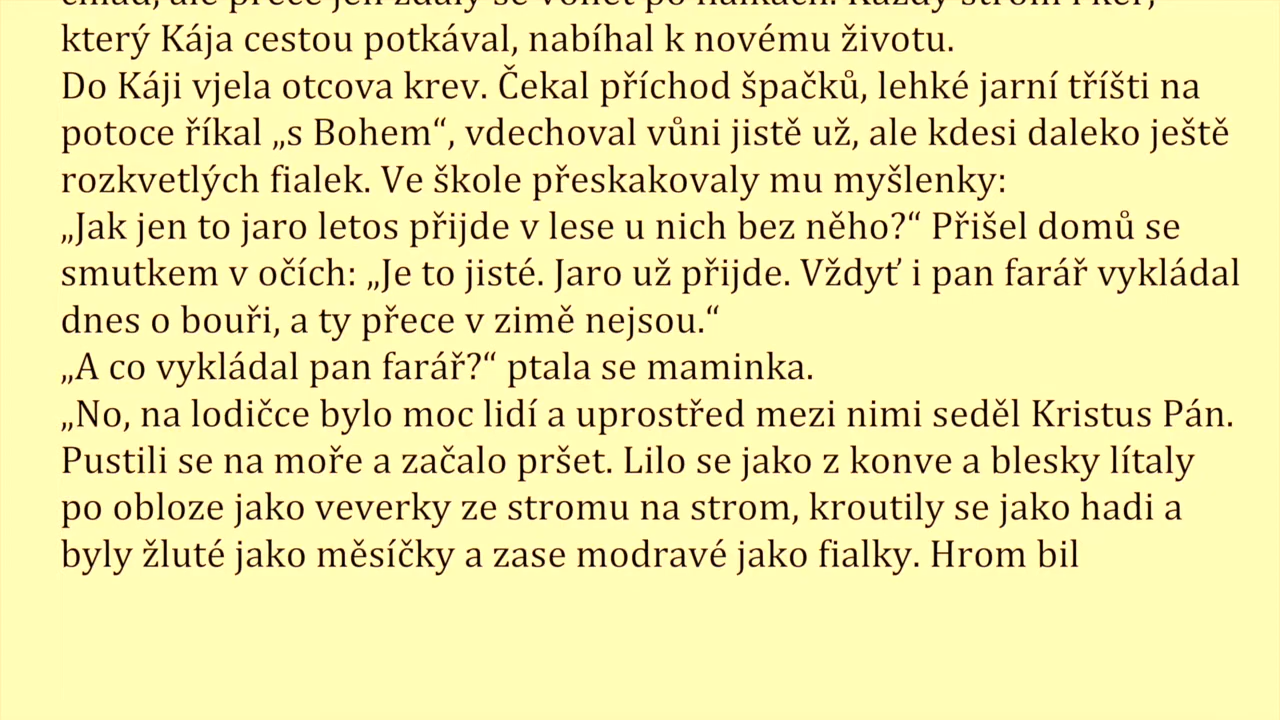 který Kája cestou potkával, nabíhal k novému životu.
Do Káji vjela otcova krev. Čekal příchod špačků, lehké jarní tříšti na
potoce říkal „s Bohem“, vdechoval vůni jistě už, ale kdesi daleko ještě
rozkvetlých fialek. Ve škole přeskakovaly mu myšlenky:
„Jak jen to jaro letos přijde v lese u nich bez něho?“ Přišel domů se
smutkem v očích: „Je to jisté. Jaro už přijde. Vždyť i pan farář vykládal
dnes o bouři, a ty přece v zimě nejsou.“
„A co vykládal pan farář?“ ptala se maminka.
„No, na lodičce bylo moc lidí a uprostřed mezi nimi seděl Kristus Pán.
Pustili se na moře a začalo pršet. Lilo se jako z konve a blesky lítaly
po obloze jako veverky ze stromu na strom, kroutily se jako hadi a
byly žluté jako měsíčky a zase modravé jako fialky. Hrom bil